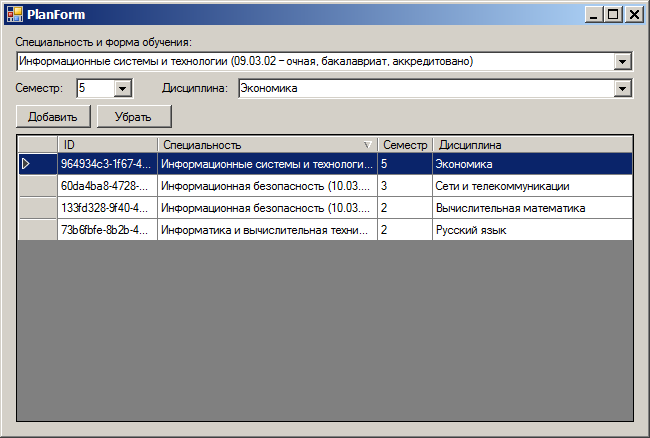 PlanForm
Специальность и форма обучения:
Информационные системы и технологии (09.03.02 – очная, бакалавриат, аккредитовано)
Семестр: 5 Дисциплина: Экономика
Добавить Убрать
ID Специальность Семестр Дисциплина
964934c3-1f67-4... Информационные системы и технологи... 5 Экономика
60da4ba8-4728-... Информационная безопасность (10.03.... 3 Сети и телекоммуникации
133fd328-9f40-4... Информационная безопасность (10.03.... 2 Вычислительная математика
73b6fbfe-8b2b-4... Информатика и вычислительная техни... 2 Русский язык